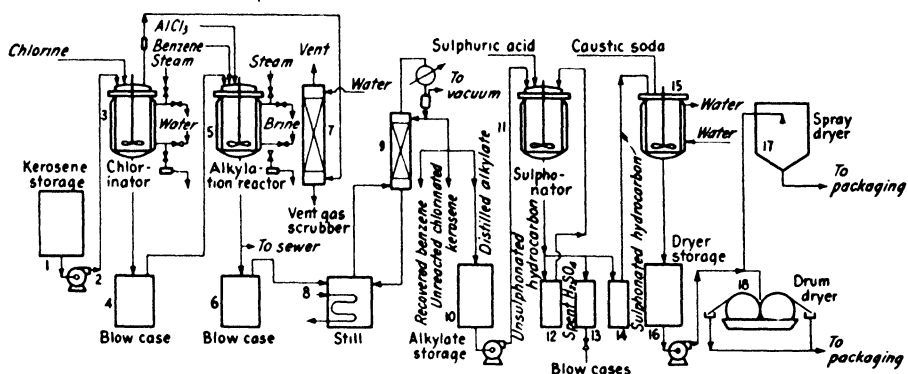 AlCl3
Benzene
Steam
Chlorine
3
Water
Chlor-
inator
Kerosene
storage
1
2
4
Blow case
Steam
5
Brine
Alkyla-
tion reactor
To sewer
6
Blow case
Vent
Water
7
Vent gas
scrubber
8
Still
9
To
vacuum
Recovered benzene
Unreacted chlorinated
kerosene
Distilled alkylate
10
Alkylate
storage
Sulphuric acid
11
Sulpho-
nator
Unsulphonated
hydrocarbon
12
Spent H2SO4
13
14
Blow cases
Caustic soda
15
Water
Water
Sulphonated hydrocarbon
Dryer
storage
16
Spray
dryer
17
To
packaging
18
Drum
dryer
To
packaging